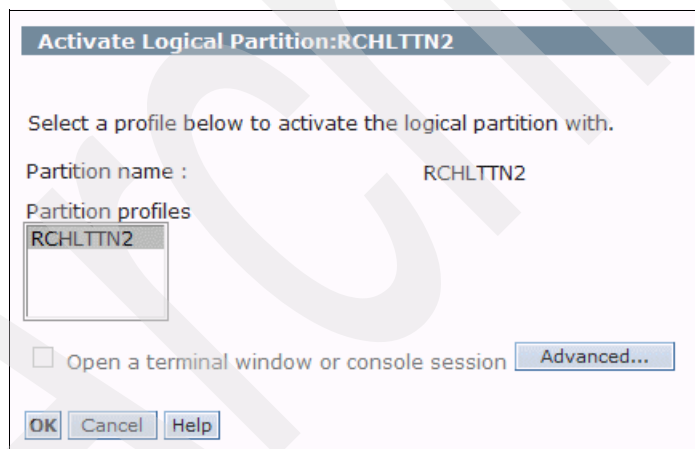 Activate Logical Partition:RCHLTTN2
Select a profile below to activate the logical partition with.
Partition name : RCHLTTN2
Partition profiles
RCHLTTN2
Open a terminal window or console session Advanced...
OK Cancel Help